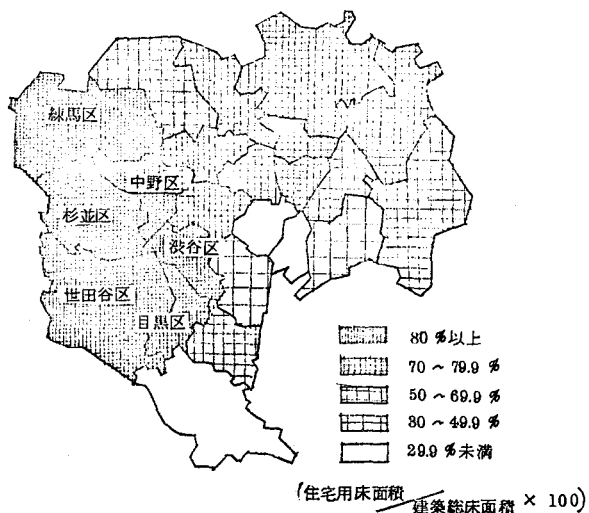 練馬区
中野区
杉並区
渋谷区
世田谷区
目黒区
80 %以上
70 ~ 79.9 %
50 ~ 69.9 %
30 ~ 49.9 %
29.9 %未満
(住宅用床面積/建築総床面積 × 100)